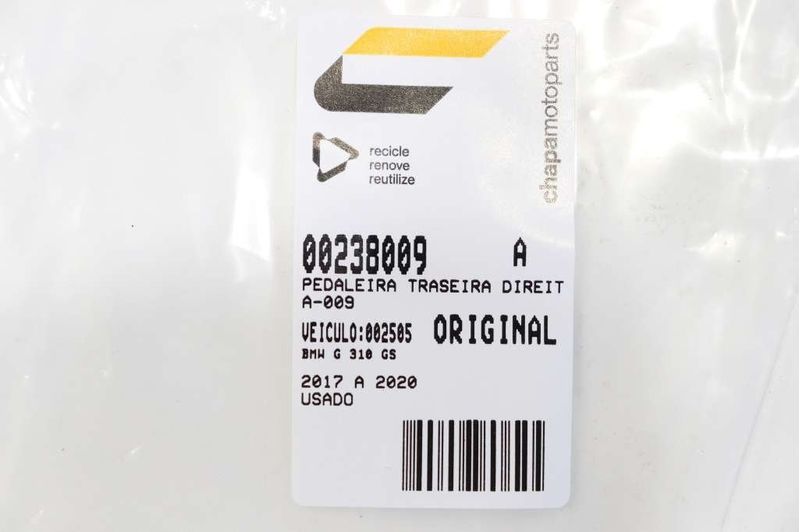 chapamotoparts
recicle
renove
reutilize
00238009 A
PEDALEIRA TRASEIRA DIREIT
A-009
VEICULO:002505 ORIGINAL
BMW G 310 GS
2017 A 2020
USADO